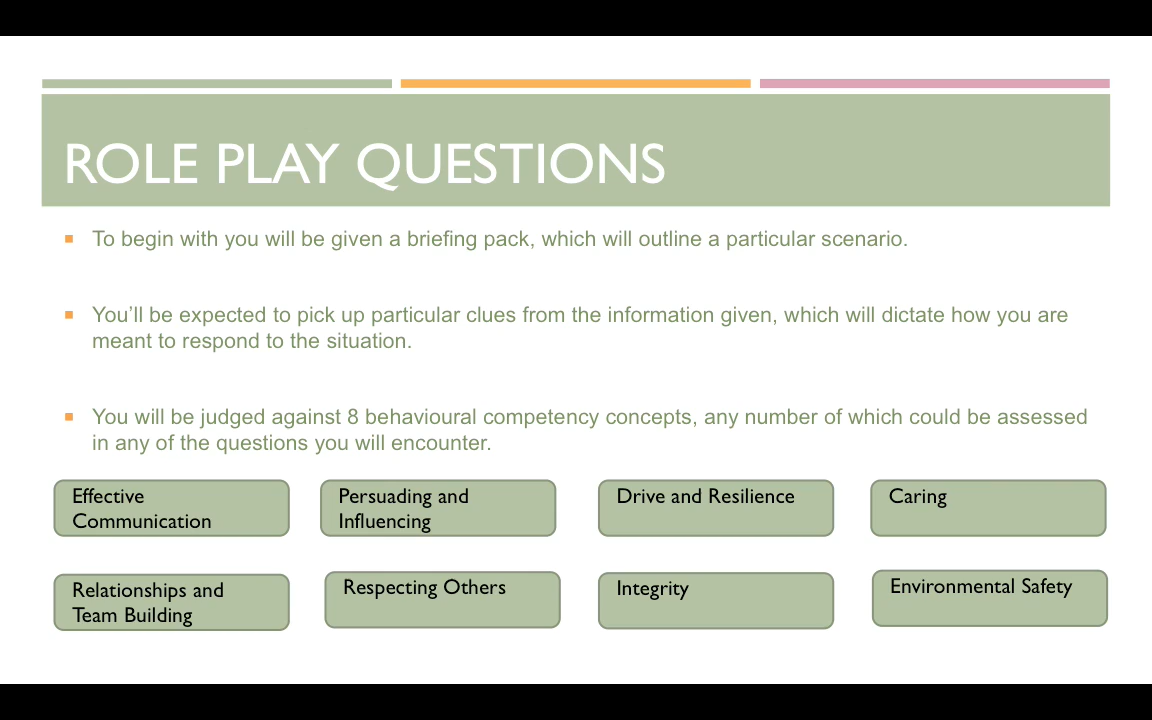 ROLE PLAY QUESTIONS
To begin with you will be given a briefing pack, which will outline a particular scenario.
You’ll be expected to pick up particular clues from the information given, which will dictate how you are
meant to respond to the situation.
You will be judged against 8 behavioural competency concepts, any number of which could be assessed
in any of the questions you will encounter.
Effective
Communication
Persuading and
Influencing
Drive and Resilience
Caring
Relationships and
Team Building
Respecting Others
Integrity
Environmental Safety